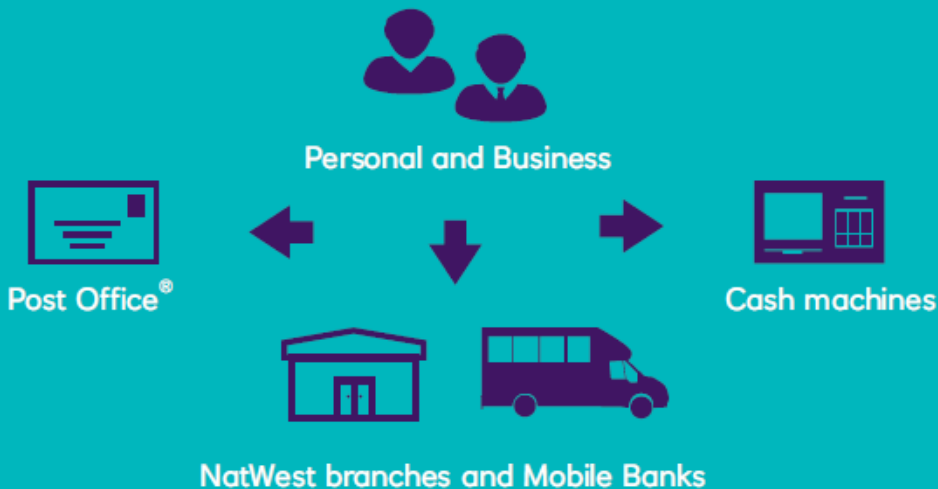 Personal and Business
Post Office®
Cash machines
NatWest branches and Mobile Banks